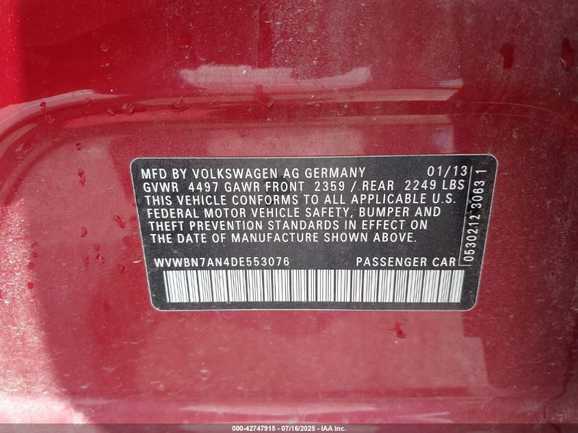 MFD BY VOLKSWAGEN AG GERMANY 01/13
GVWR 4497 GAWR FRONT 2359 / REAR 2249 LBS
THIS VEHICLE CONFORMS TO ALL APPLICABLE U.S.
FEDERAL MOTOR VEHICLE SAFETY, BUMPER AND
THEFT PREVENTION STANDARDS IN EFFECT ON
THE DATE OF MANUFACTURE SHOWN ABOVE.
WVWBN7AN4DE553076 PASSENGER CAR
0530212 3063 1
000-42747915 - 07/16/2025 - IAA Inc.